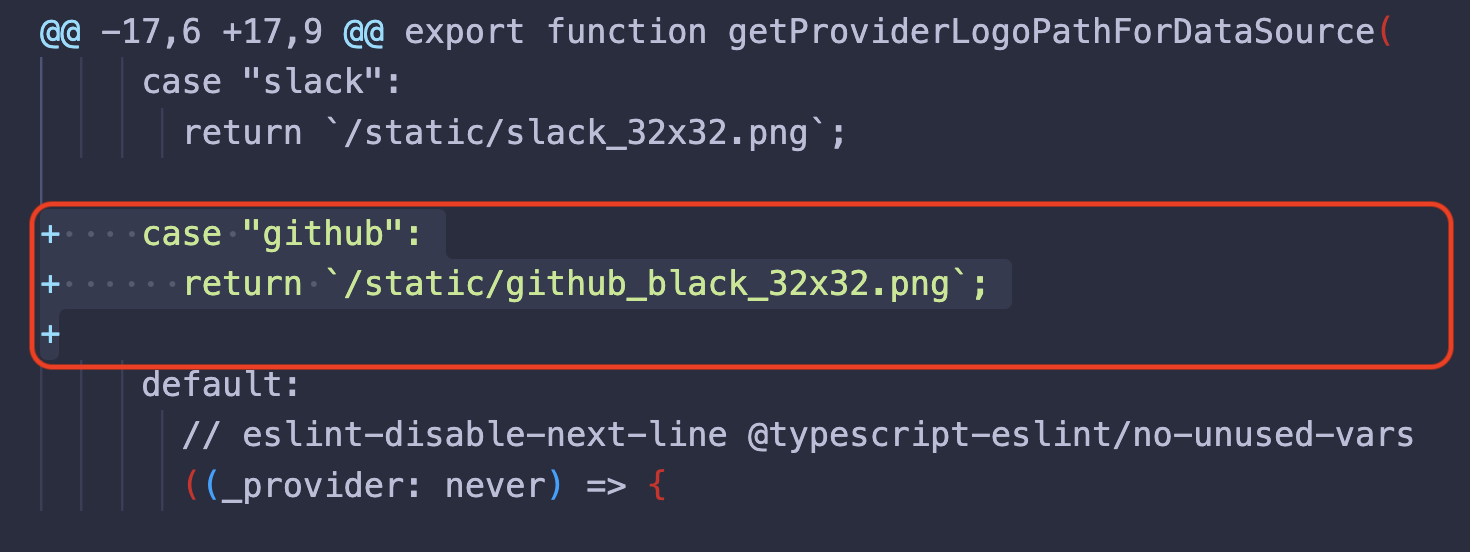 @@ -17,6 +17,9 @@ export function getProviderLogoPathForDataSource(
    case "slack":
      return `/static/slack_32x32.png`;

+    case "github":
+      return `/static/github_black_32x32.png`;
+
    default:
      // eslint-disable-next-line @typescript-eslint/no-unused-vars
      ((_provider: never) => {